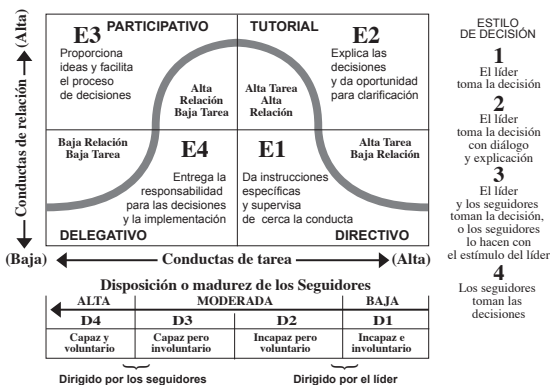 (Alta)
Conductas de relación
(Baja)
PARTICIPATIVO
E3
Proporciona
ideas y facilita
el proceso
de decisiones
Alta
Relación
Baja Tarea
TUTORIAL
E2
Explica las
decisiones
y da oportunidad
para clarificación
Alta Tarea
Alta
Relación
Baja Relación
Baja Tarea
E4
Entrega la
responsabilidad
para las decisiones
y la implementación
DELEGATIVO
E1
Da instrucciones
específicas
y supervisa
de cerca la conducta
Alta Tarea
Baja Relación
DIRECTIVO
Conductas de tarea
(Alta)
Disposición o madurez de los Seguidores
ALTA MODERADA BAJA
D4 D3 D2 D1
Capaz y
voluntario
Capaz pero
involuntario
Incapaz pero
voluntario
Incapaz e
involuntario
Dirigido por los seguidores
Dirigido por el líder
ESTILO
DE DECISIÓN
1
El líder
toma la decisión
2
El líder
toma la decisión
con diálogo
y explicación
3
El líder
y los seguidores
toman la decisión,
o los seguidores
lo hacen con
el estímulo del líder
4
Los seguidores
toman las
decisiones